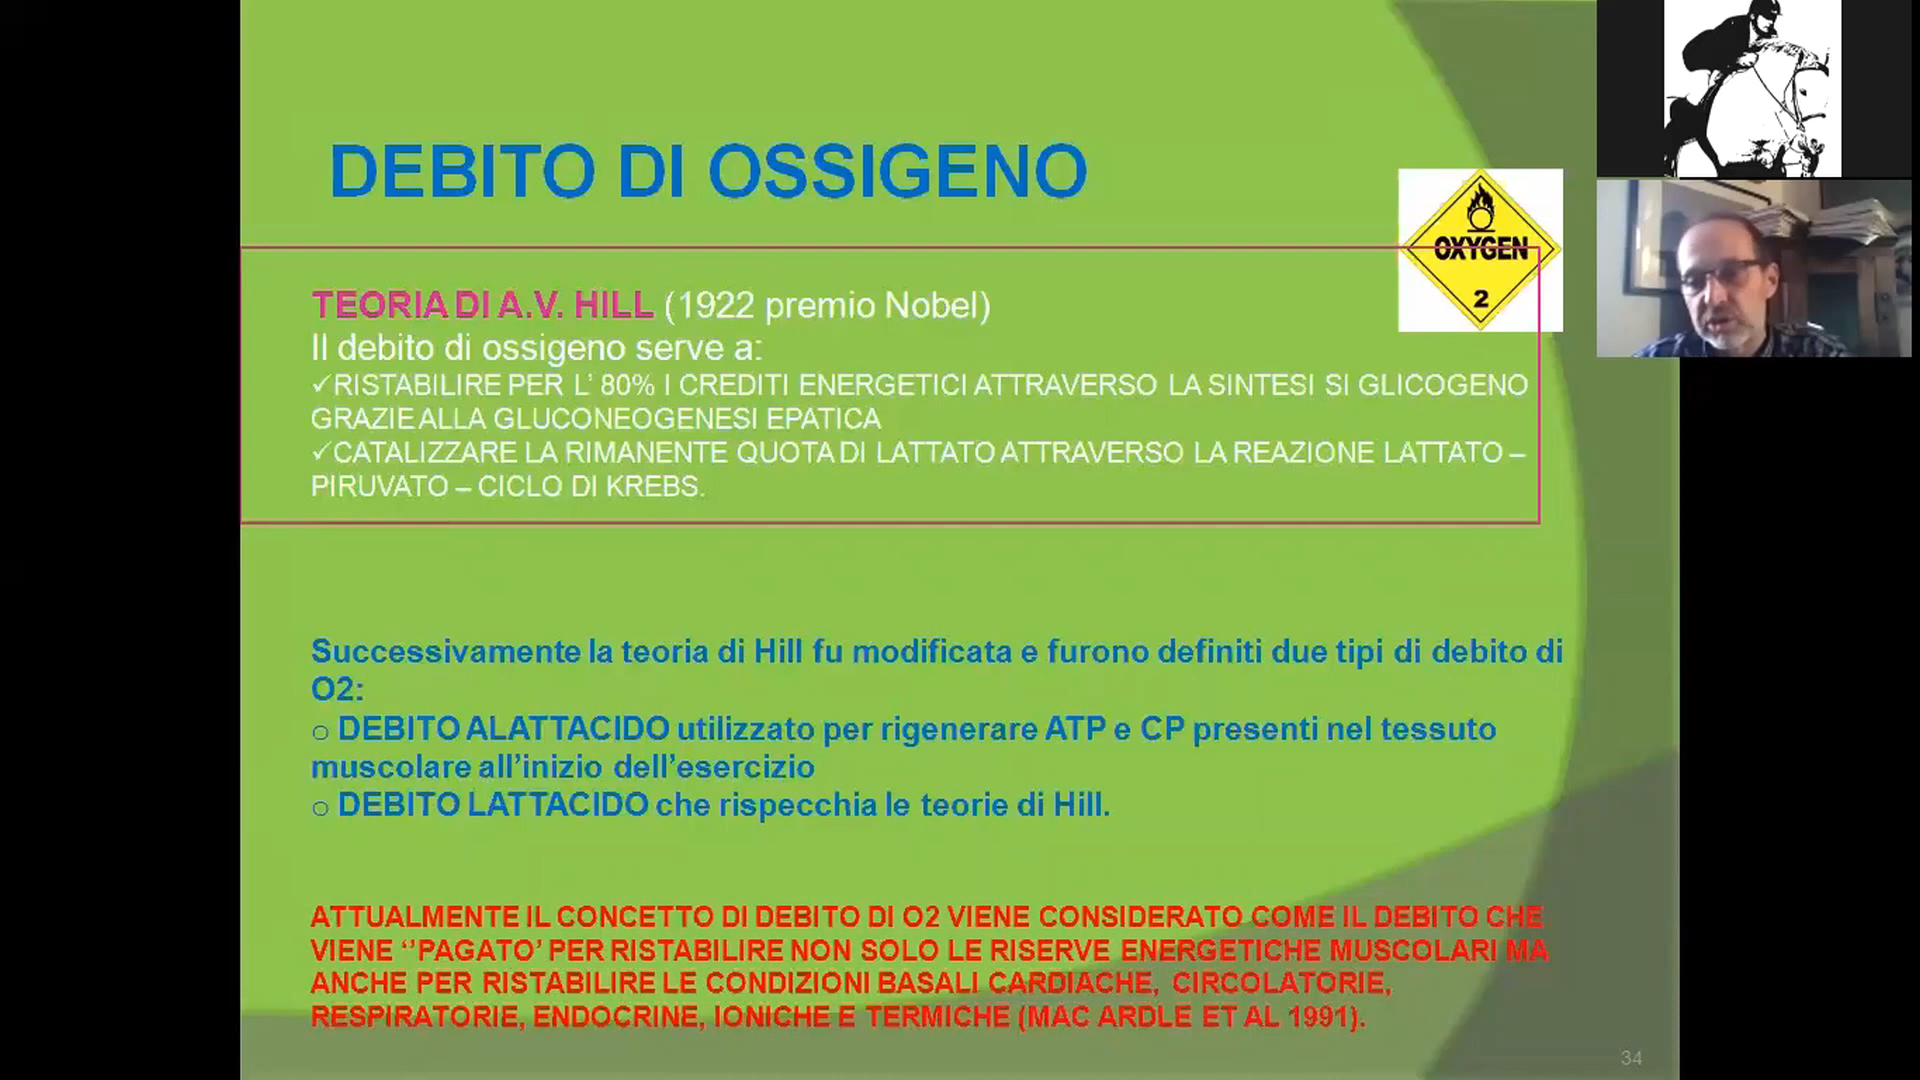 DEBITO DI OSSIGENO
OXYGEN
2
TEORIA DI A.V. HILL (1922 premio Nobel)
Il debito di ossigeno serve a:
✓RISTABILIRE PER L' 80% I CREDITI ENERGETICI ATTRAVERSO LA SINTESI SI GLICOGENO
GRAZIE ALLA GLUCONEOGENESI EPATICA
✓CATALIZZARE LA RIMANENTE QUOTA DI LATTATO ATTRAVERSO LA REAZIONE LATTATO –
PIRUVATO – CICLO DI KREBS.
Successivamente la teoria di Hill fu modificata e furono definiti due tipi di debito di
O2:
o DEBITO ALATTACIDO utilizzato per rigenerare ATP e CP presenti nel tessuto
muscolare all'inizio dell'esercizio
o DEBITO LATTACIDO che rispecchia le teorie di Hill.
ATTUALMENTE IL CONCETTO DI DEBITO DI O2 VIENE CONSIDERATO COME IL DEBITO CHE
VIENE ‘’PAGATO’ PER RISTABILIRE NON SOLO LE RISERVE ENERGETICHE MUSCOLARI MA
ANCHE PER RISTABILIRE LE CONDIZIONI BASALI CARDIACHE, CIRCOLATORIE,
RESPIRATORIE, ENDOCRINE, IONICHE E TERMICHE (MAC ARDLE ET AL 1991).
34